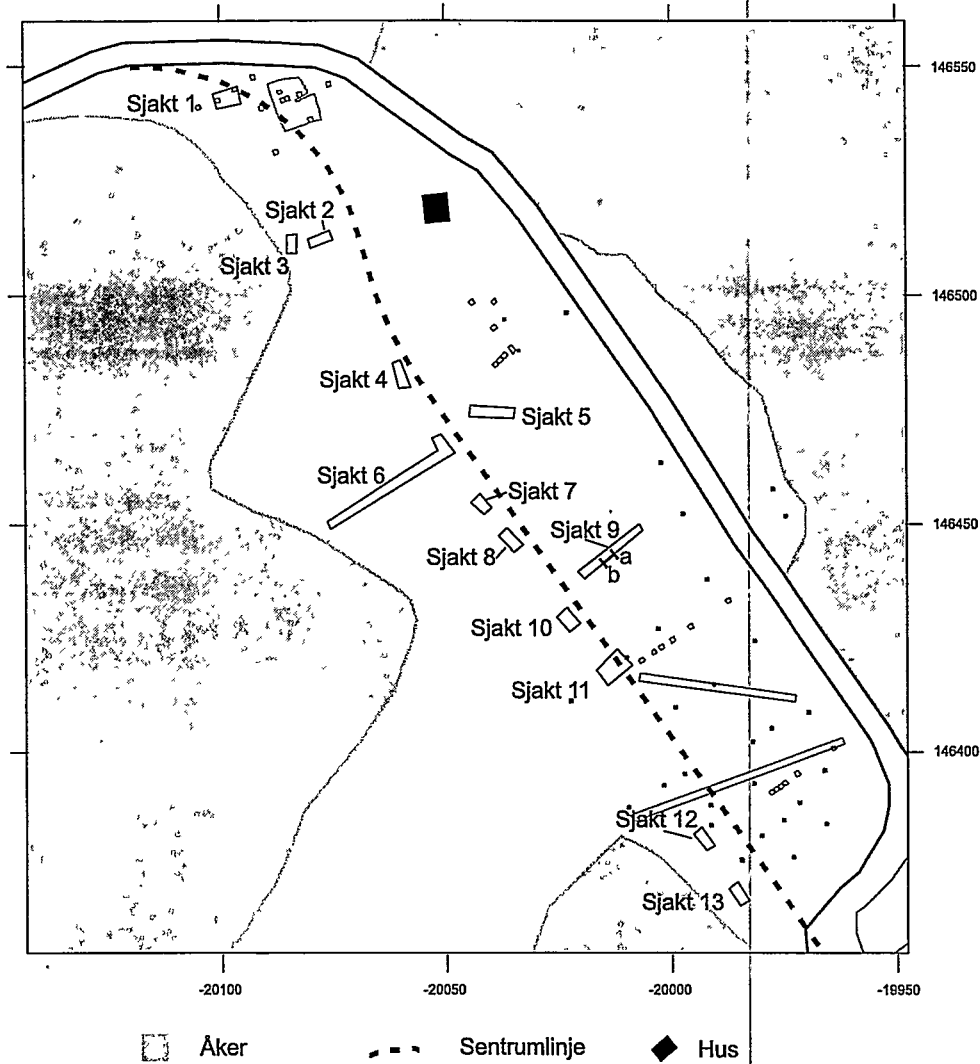 146550
Sjakt 1
Sjakt 2
Sjakt 3
146500
Sjakt 4
Sjakt 5
Sjakt 6
Sjakt 7
146450
Sjakt 9
a
Sjakt 8
b
Sjakt 10
Sjakt 11
146400
Sjakt 12
Sjakt 13
-20100 -20050 -20000 -19950
Åker Sentrumlinje Hus